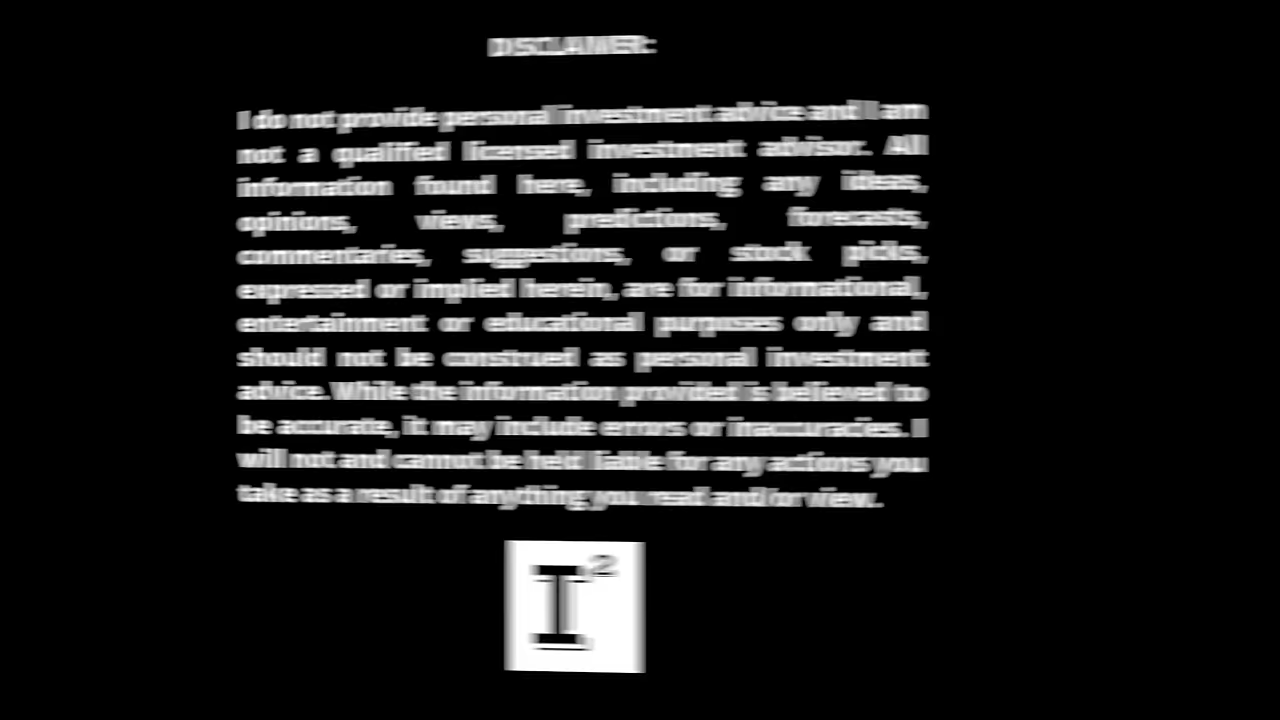 DISCLAIMER:
I do not provide personal investment advice and I am
not a qualified licensed investment advisor. All
information found here, including any ideas,
opinions, views, predictions, forecasts,
commentaries, suggestions, or stock picks,
expressed or implied herein, are for informational,
entertainment or educational purposes only and
should not be construed as personal investment
advice. While the information provided is believed to
be accurate, it may include errors or inaccuracies. I
will not and cannot be held liable for any actions you
take as a result of anything you read and/or view.
I²